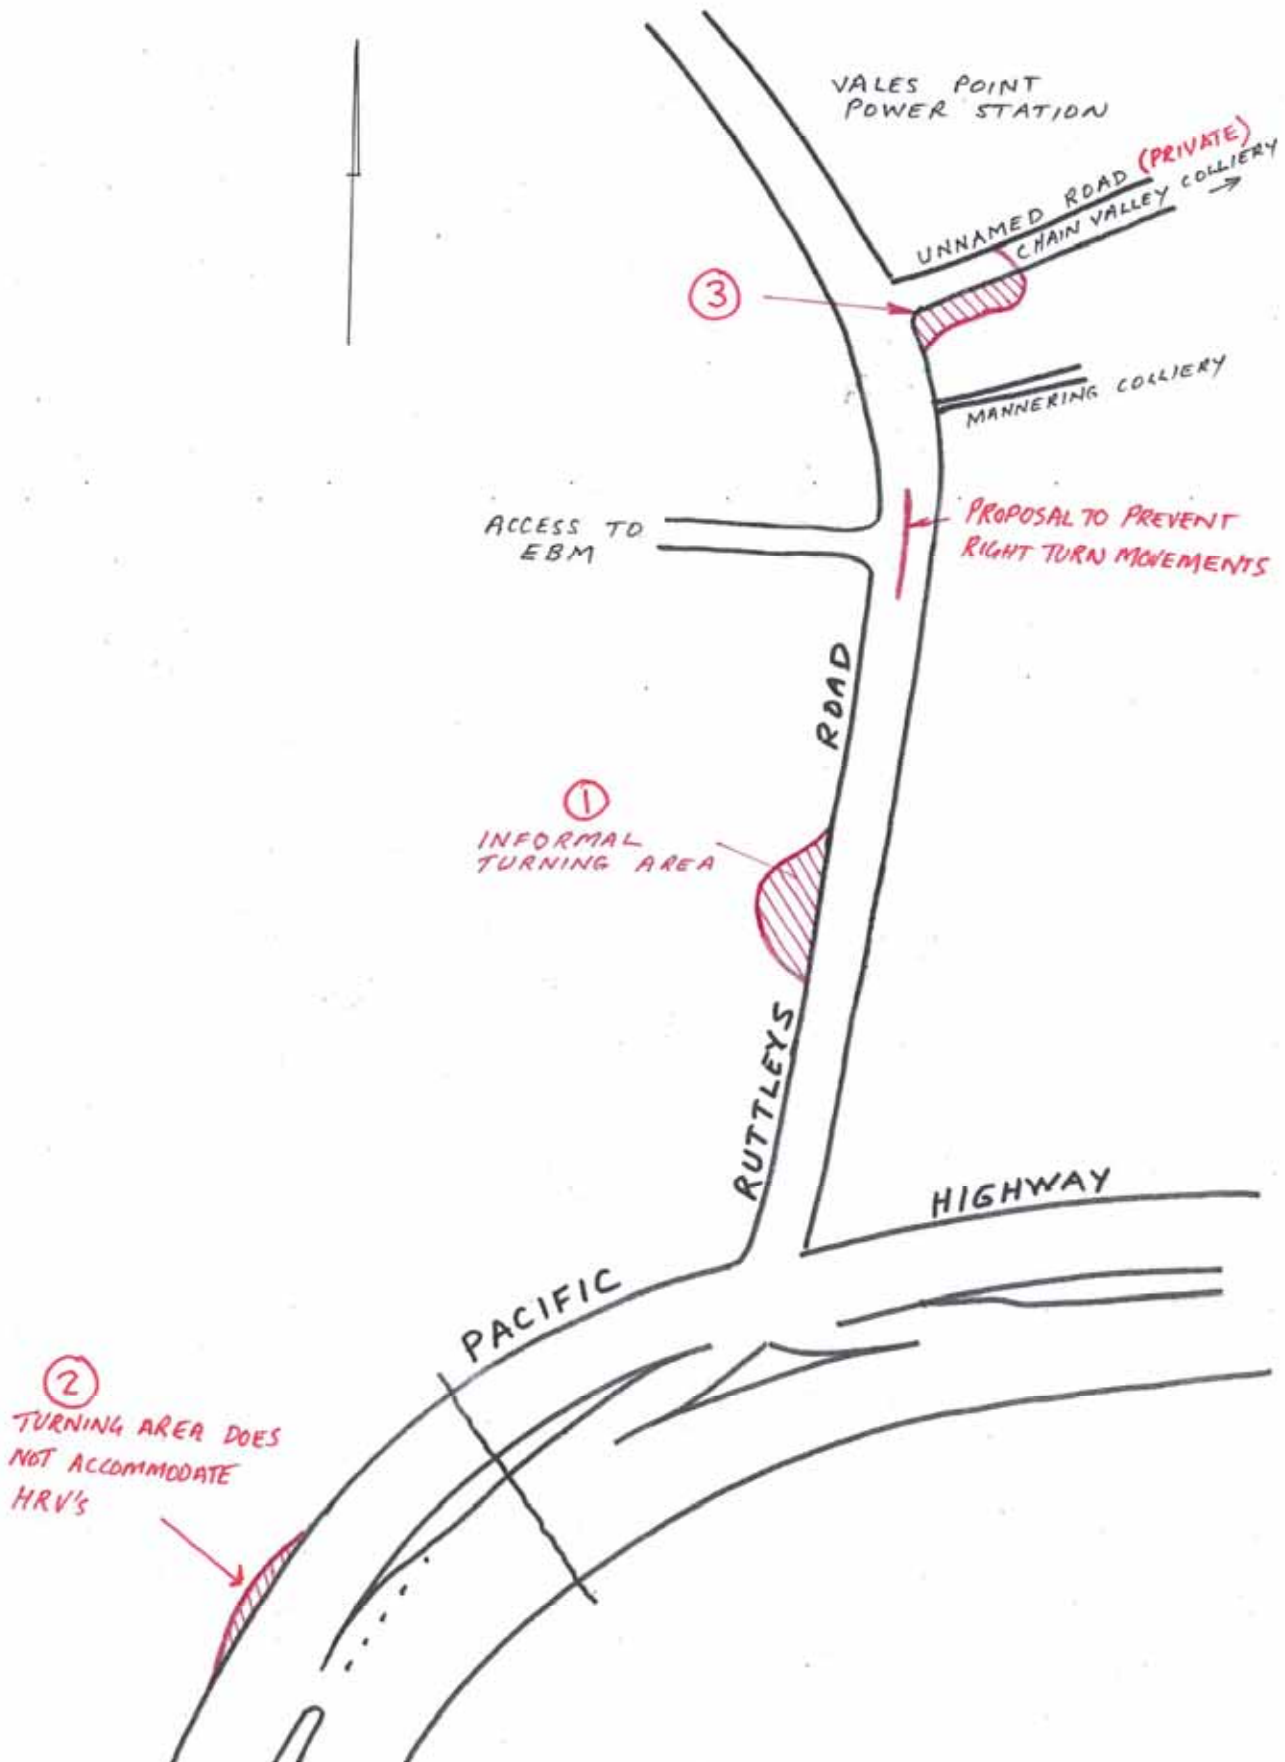 VALES POINT
POWER STATION
UNNAMED ROAD (PRIVATE)
CHAIN VALLEY COLLIERY
3
MANNERING COLLIERY
ACCESS TO
EBM
PROPOSAL TO PREVENT
RIGHT TURN MOVEMENTS
ROAD
1
INFORMAL
TURNING AREA
RUTTLEYS
HIGHWAY
PACIFIC
2
TURNING AREA DOES
NOT ACCOMMODATE
HRV'S